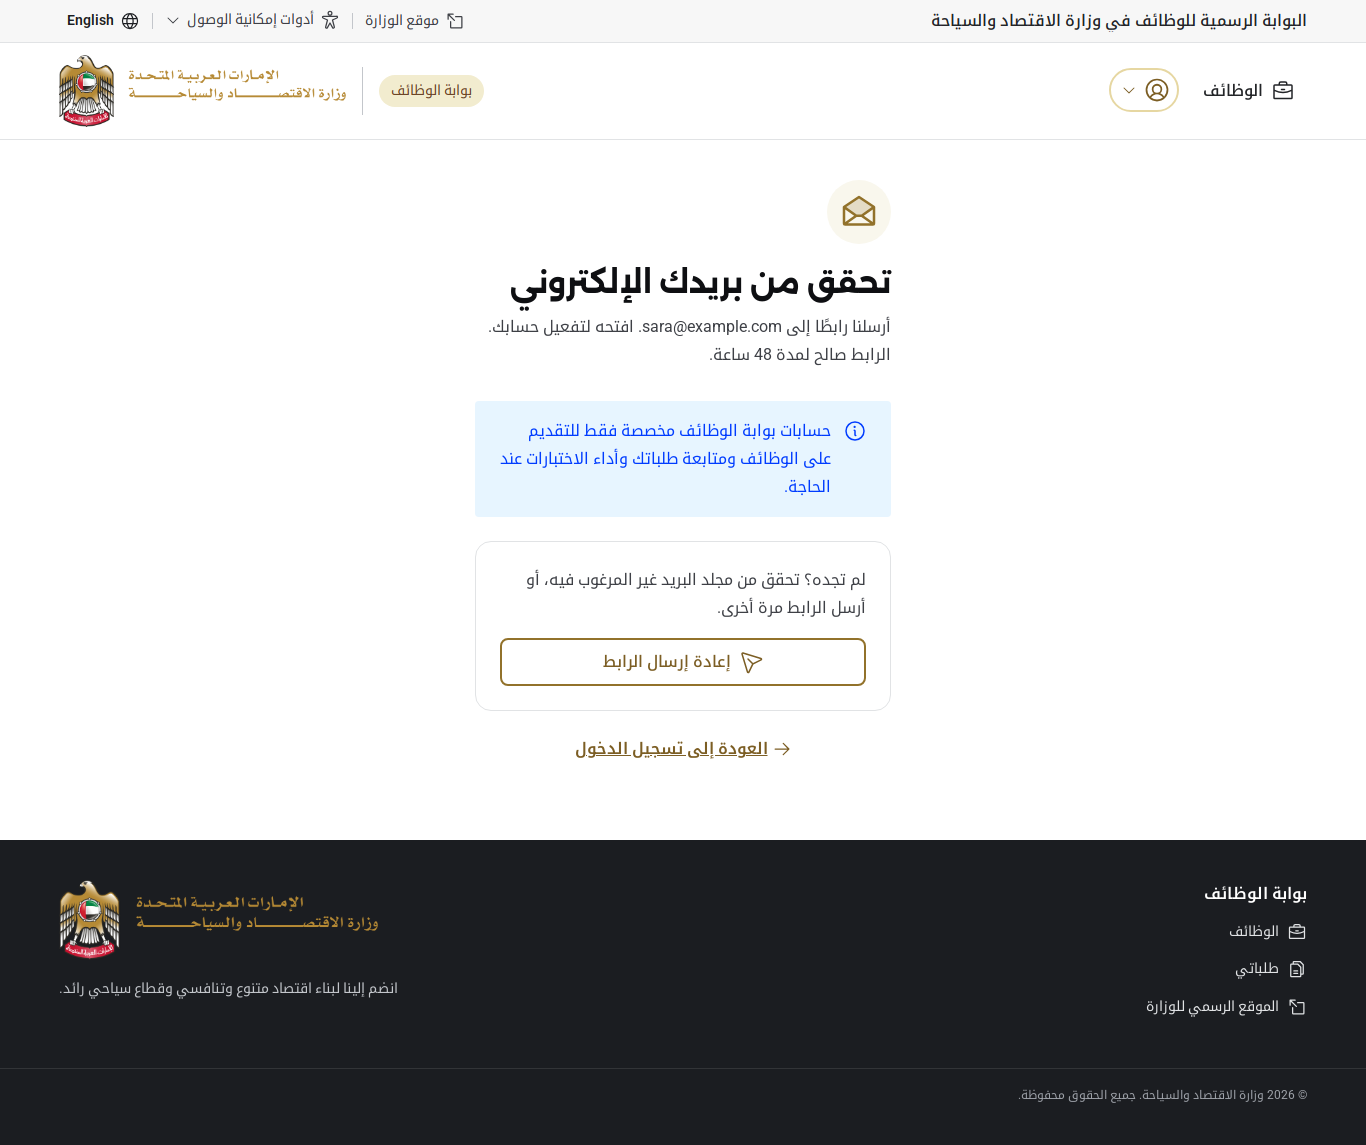 البوابة الرسمية للوظائف في وزارة الاقتصاد والسياحة
موقع الوزارة
أدوات إمكانية الوصول
English
الوظائف
بوابة الوظائف
الإمارات العربية المتحدة
وزارة الاقتصاد والسياحة
تحقق من بريدك الإلكتروني
أرسلنا رابطًا إلى sara@example.com. افتحه لتفعيل حسابك.
الرابط صالح لمدة 48 ساعة.
حسابات بوابة الوظائف مخصصة فقط للتقديم
على الوظائف ومتابعة طلباتك وأداء الاختبارات عند
الحاجة.
لم تجده؟ تحقق من مجلد البريد غير المرغوب فيه، أو
أرسل الرابط مرة أخرى.
إعادة إرسال الرابط
العودة إلى تسجيل الدخول
بوابة الوظائف
الوظائف
طلباتي
الموقع الرسمي للوزارة
الإمارات العربية المتحدة
وزارة الاقتصاد والسياحة
انضم إلينا لبناء اقتصاد متنوع وتنافسي وقطاع سياحي رائد.
© 2026 وزارة الاقتصاد والسياحة. جميع الحقوق محفوظة.